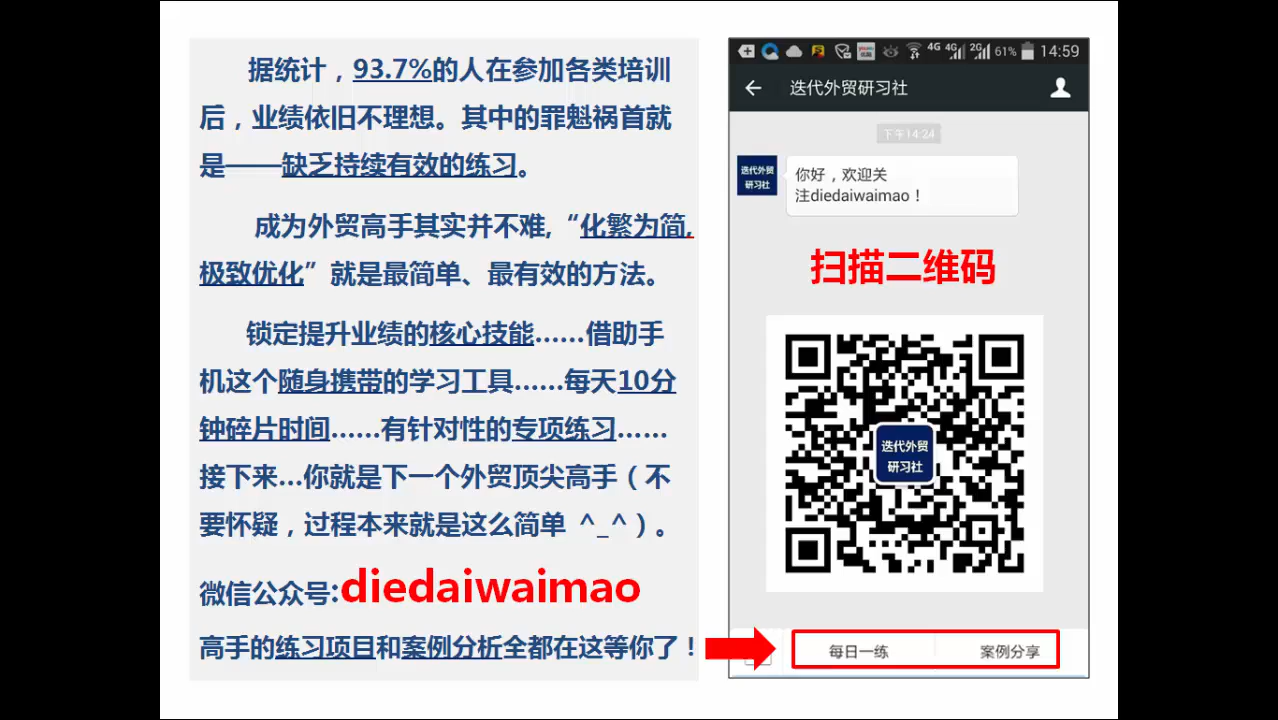 据统计，93.7%的人在参加各类培训
后，业绩依旧不理想。其中的罪魁祸首就
是——缺乏持续有效的练习。
成为外贸高手其实并不难,“化繁为简,
极致优化”就是最简单、最有效的方法。
锁定提升业绩的核心技能……借助手
机这个随身携带的学习工具……每天10分
钟碎片时间……有针对性的专项练习……
接下来…你就是下一个外贸顶尖高手（不
要怀疑，过程本来就是这么简单 ^_^）。
微信公众号:diedaiwaimao
高手的练习项目和案例分析全都在这等你了！
4G 4G 2G 61% 14:59
迭代外贸研习社
下午14:24
迭代外贸
研习社
你好，欢迎关
注diedaiwaimao！
扫描二维码
迭代外贸
研习社
每日一练 案例分享